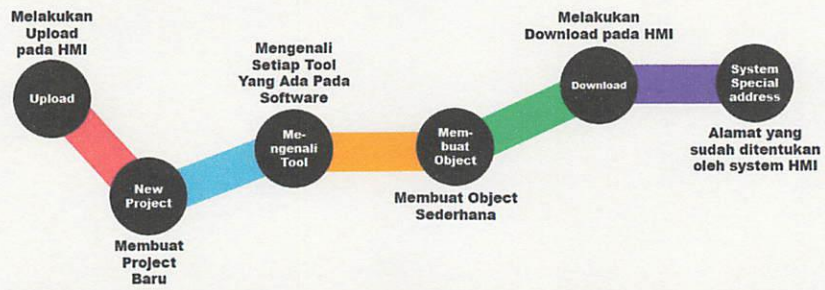 Melakukan
Upload
pada HMI
Upload
New
Project
Membuat
Project
Baru
Mengenali
Setiap Tool
Yang Ada Pada
Software
Me-
ngenali
Tool
Mem-
buat
Object
Membuat Object
Sederhana
Melakukan
Download pada HMI
Download
System
Special
address
Alamat yang
sudah ditentukan
oleh system HMI